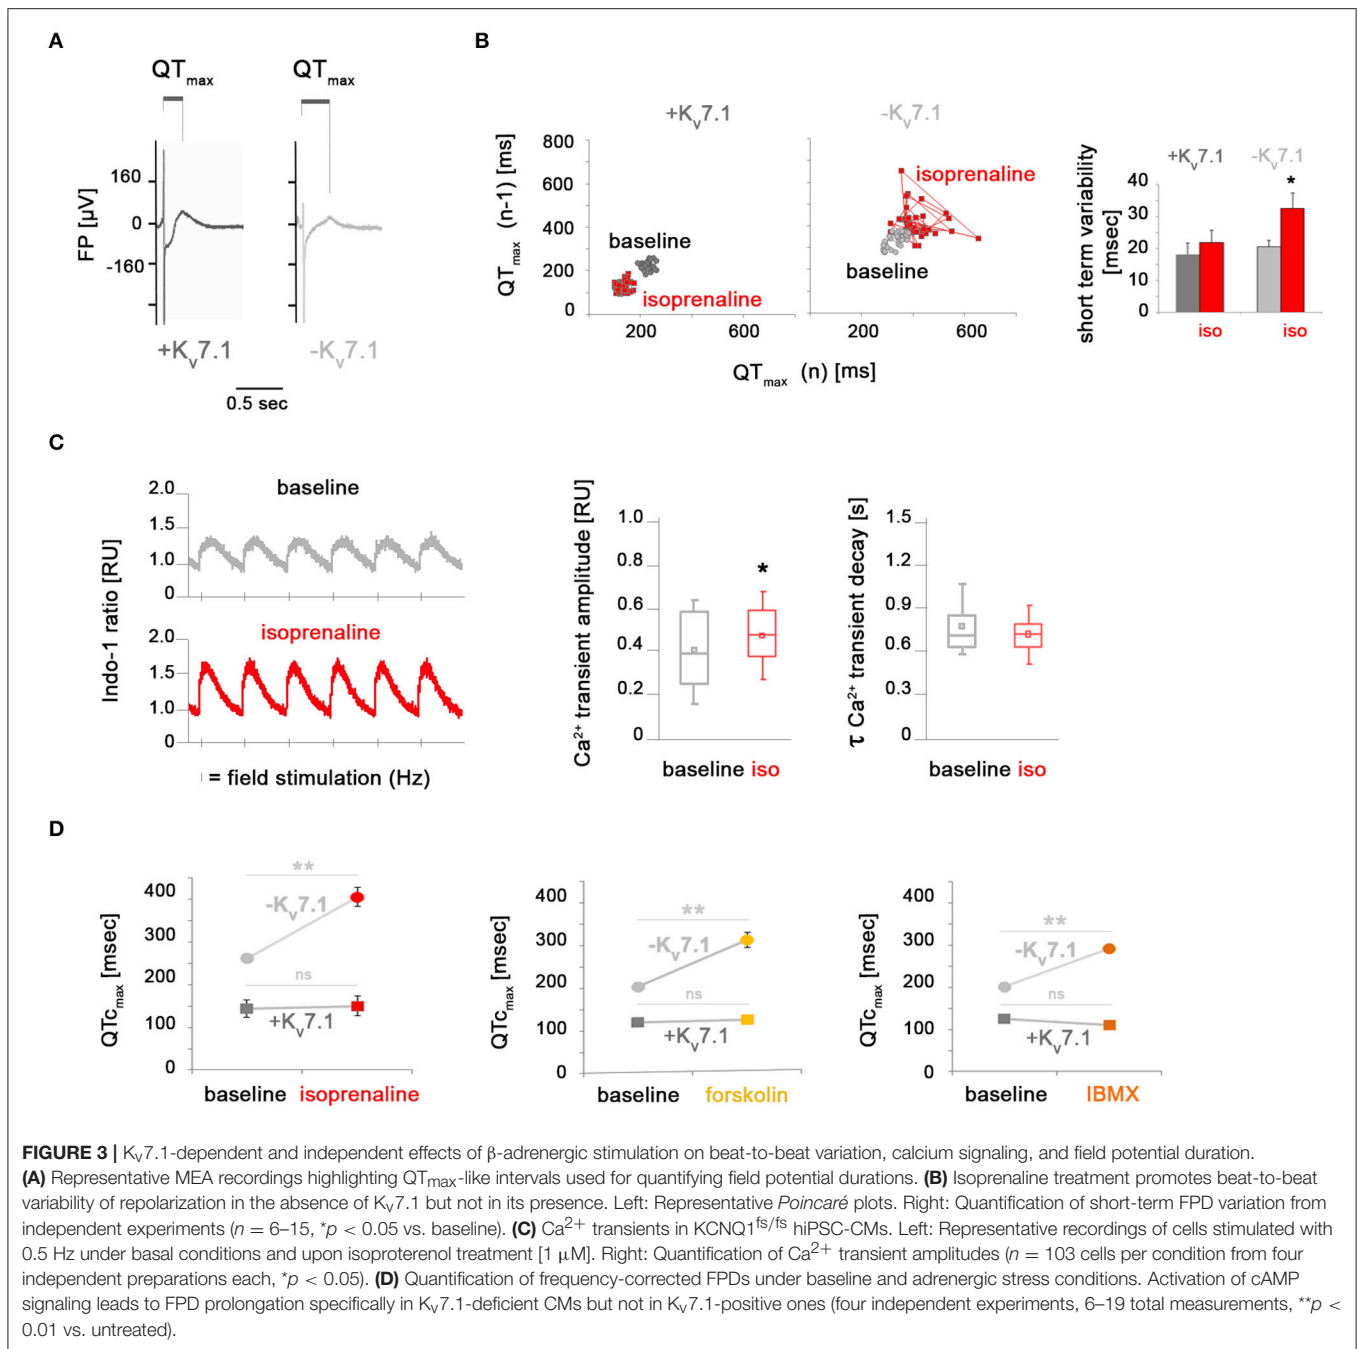 A
QTmax
QTmax
FP [µV]
160
0
-160
+Kv7.1
-Kv7.1
0.5 sec
B
+Kv7.1
-Kv7.1
QTmax (n-1) [ms]
800
600
400
200
0
baseline
isoprenaline
isoprenaline
baseline
200
600
200
600
QTmax (n) [ms]
short term variability
[msec]
+Kv7.1
-Kv7.1
40
30
20
10
0
*
iso
iso
C
Indo-1 ratio [RU]
baseline
2.0
1.5
1.0
0
isoprenaline
2.0
1.5
1.0
0
ı = field stimulation (Hz)
Ca2+ transient amplitude [RU]
1.0
0.8
0.6
0.4
0.2
0
*
baseline iso
τ Ca2+ transient decay [s]
1.5
1.2
0.9
0.6
0.3
0
baseline iso
D
QTcmax [msec]
400
300
200
100
0
**
-Kv7.1
ns
+Kv7.1
baseline isoprenaline
QTcmax [msec]
400
300
200
100
0
**
-Kv7.1
ns
+Kv7.1
baseline forskolin
QTcmax [msec]
400
300
200
100
0
**
-Kv7.1
ns
+Kv7.1
baseline IBMX
FIGURE 3 | Kv7.1-dependent and independent effects of β-adrenergic stimulation on beat-to-beat variation, calcium signaling, and field potential duration.
(A) Representative MEA recordings highlighting QTmax-like intervals used for quantifying field potential durations. (B) Isoprenaline treatment promotes beat-to-beat
variability of repolarization in the absence of Kv7.1 but not in its presence. Left: Representative Poincaré plots. Right: Quantification of short-term FPD variation from
independent experiments (n = 6–15, *p < 0.05 vs. baseline). (C) Ca2+ transients in KCNQ1fs/fs hiPSC-CMs. Left: Representative recordings of cells stimulated with
0.5 Hz under basal conditions and upon isoproterenol treatment [1 µM]. Right: Quantification of Ca2+ transient amplitudes (n = 103 cells per condition from four
independent preparations each, *p < 0.05). (D) Quantification of frequency-corrected FPDs under baseline and adrenergic stress conditions. Activation of cAMP
signaling leads to FPD prolongation specifically in Kv7.1-deficient CMs but not in Kv7.1-positive ones (four independent experiments, 6–19 total measurements, **p <
0.01 vs. untreated).